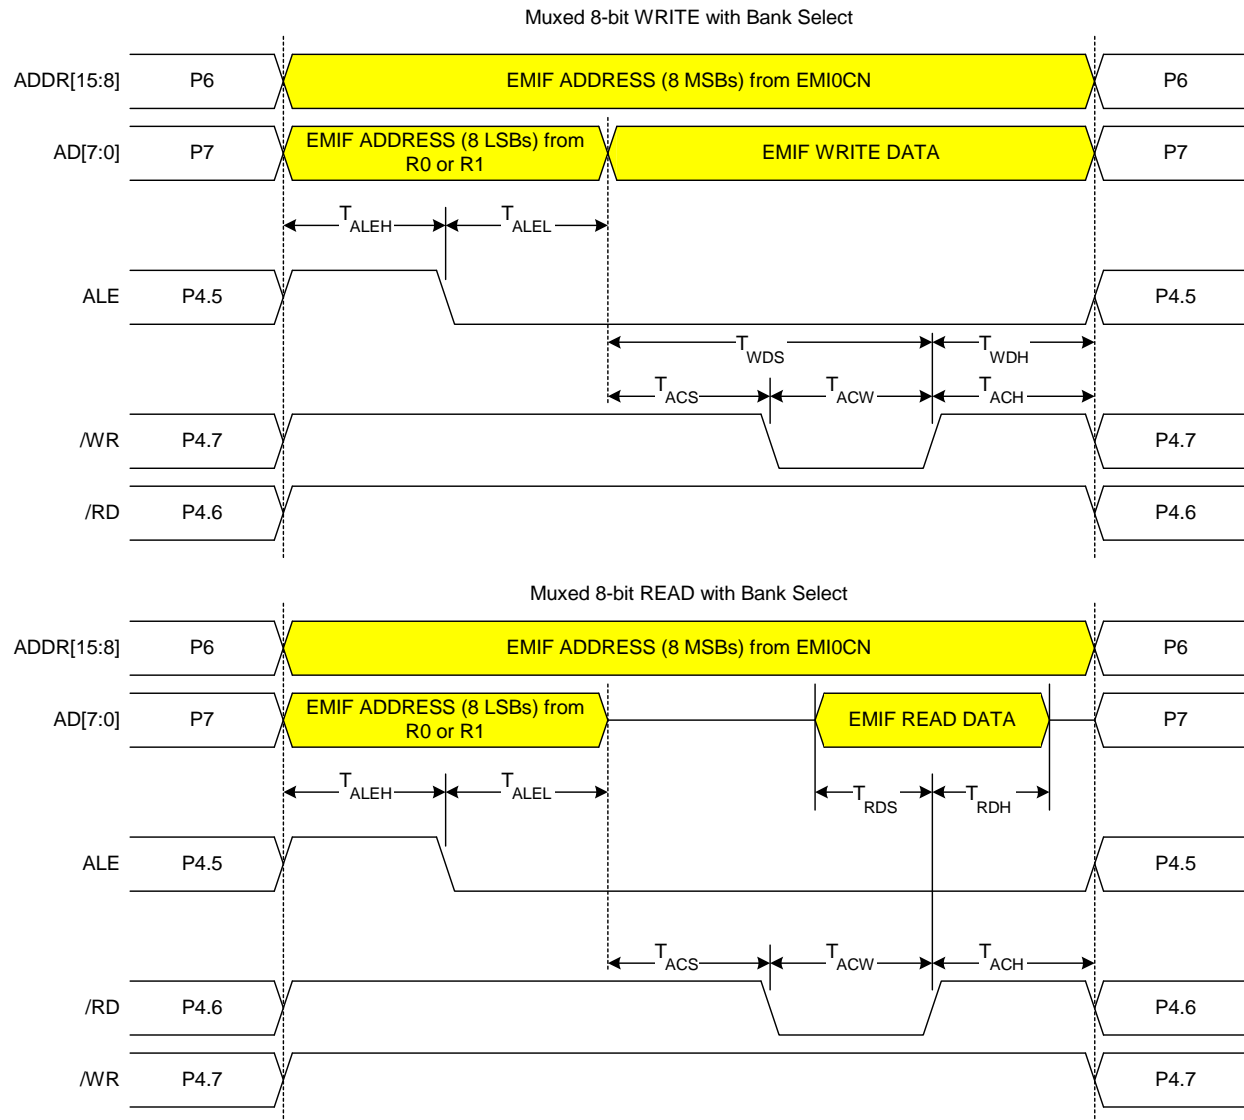 Muxed 8-bit WRITE with Bank Select
ADDR[15:8] P6 EMIF ADDRESS (8 MSBs) from EMI0CN P6
AD[7:0] P7 EMIF ADDRESS (8 LSBs) from
R0 or R1 EMIF WRITE DATA P7
TALEH TALEL
ALE P4.5 P4.5
TWDS TWDH
TACS TACW TACH
/WR P4.7 P4.7
/RD P4.6 P4.6
Muxed 8-bit READ with Bank Select
ADDR[15:8] P6 EMIF ADDRESS (8 MSBs) from EMI0CN P6
AD[7:0] P7 EMIF ADDRESS (8 LSBs) from
R0 or R1 EMIF READ DATA P7
TALEH TALEL TRDS TRDH
ALE P4.5 P4.5
TACS TACW TACH
/RD P4.6 P4.6
/WR P4.7 P4.7